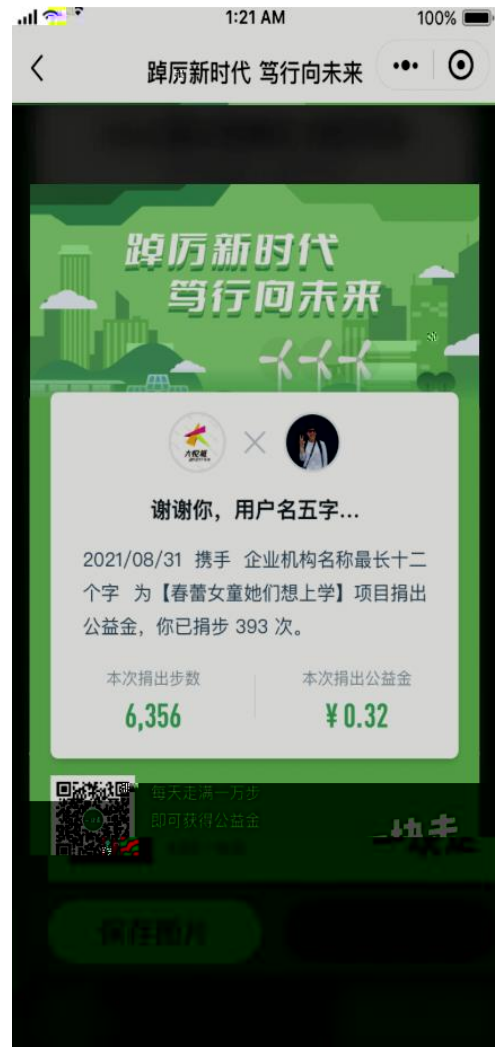 1:21 AM
100%
踔厉新时代 笃行向未来
踔厉新时代
笃行向未来
谢谢你，用户名五字...
2021/08/31 携手 企业机构名称最长十二
个字 为【春蕾女童她们想上学】项目捐出
公益金，你已捐步 393 次。
本次捐出步数
本次捐出公益金
6,356
¥ 0.32
每天走满一万步
即可获得公益金
一块走
保存图片